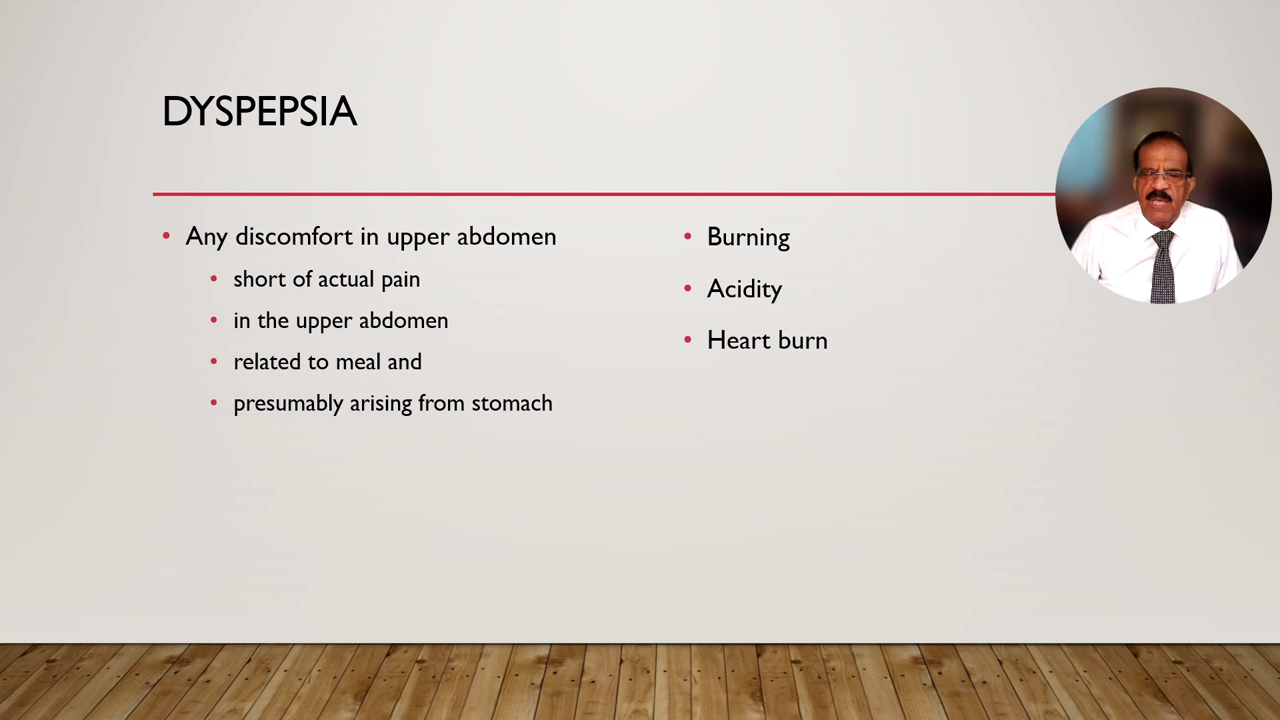 DYSPEPSIA
Any discomfort in upper abdomen
short of actual pain
in the upper abdomen
related to meal and
presumably arising from stomach
Burning
Acidity
Heart burn